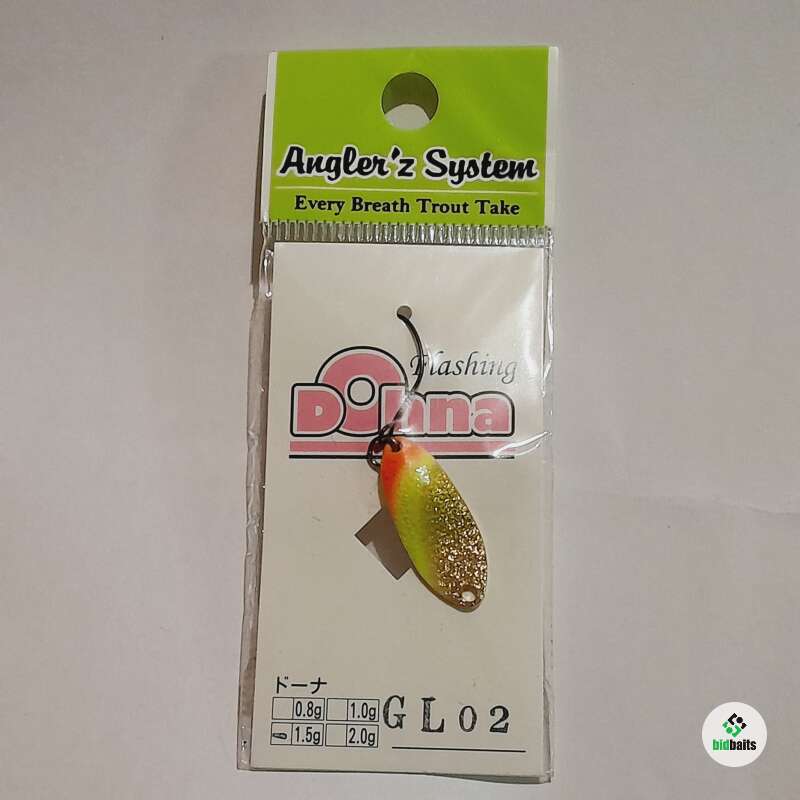 Angler'z System
Every Breath Trout Take
Flashing
Dohna
ドーナ
0.8g 1.0g
1.5g 2.0g
GL02
bidbaits